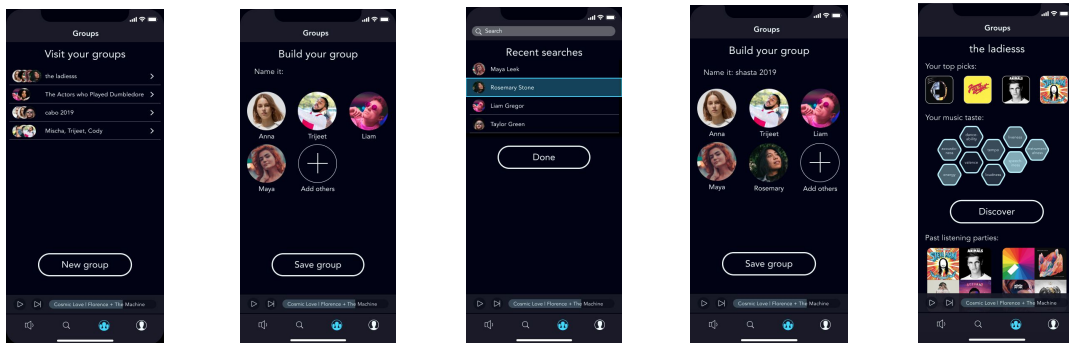 Groups
Visit your groups
the ladiesss
The Actors who Played Dumbledore
cabo 2019
Mischa, Trijeet, Cody
New group
Cosmic Love | Florence + The Machine
Groups
Build your group
Name it:
Anna
Trijeet
Liam
Maya
Add others
Save group
Cosmic Love | Florence + The Machine
Search
Recent searches
Maya Leek
Rosemary Stone
Liam Gregor
Taylor Green
Done
Cosmic Love | Florence + The Machine
Groups
Build your group
Name it: shasta 2019
Anna
Trijeet
Liam
Maya
Rosemary
Add others
Save group
Cosmic Love | Florence + The Machine
Groups
the ladiesss
Your top picks:
ANIMALS
Your music taste:
valence
energy
loudness
Discover
Past listening parties:
ANIMALS
Cosmic Love | Florence + The Machine